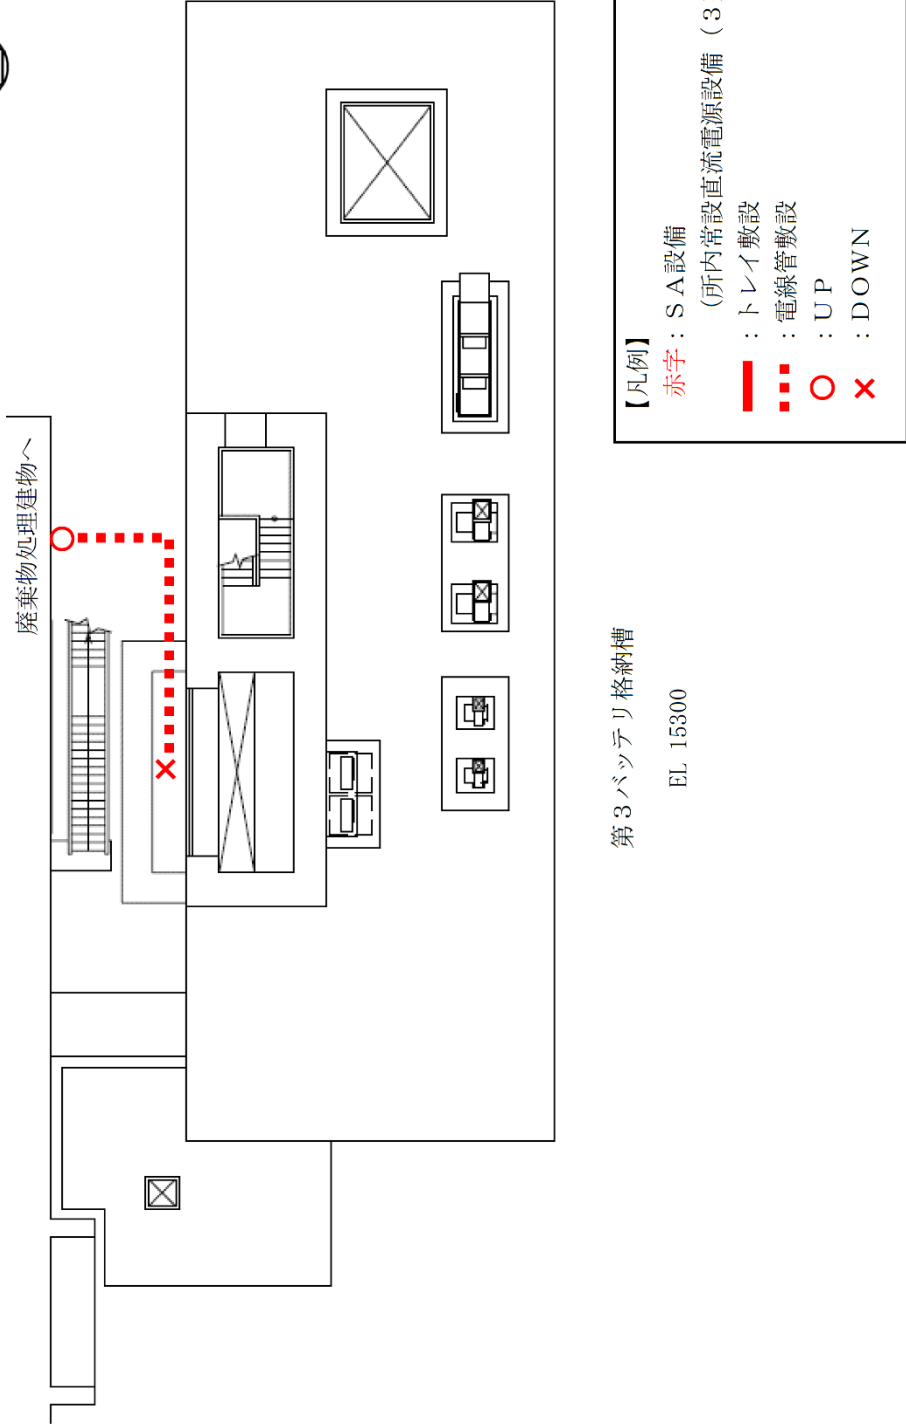 廃棄物処理建物へ
第3バッテリ格納槽
EL 15300
【凡例】
赤字：ＳＡ設備
（所内常設直流電源設備（３
：トレイ敷設
：電線管敷設
：ＵＰ
：ＤＯＷＮ